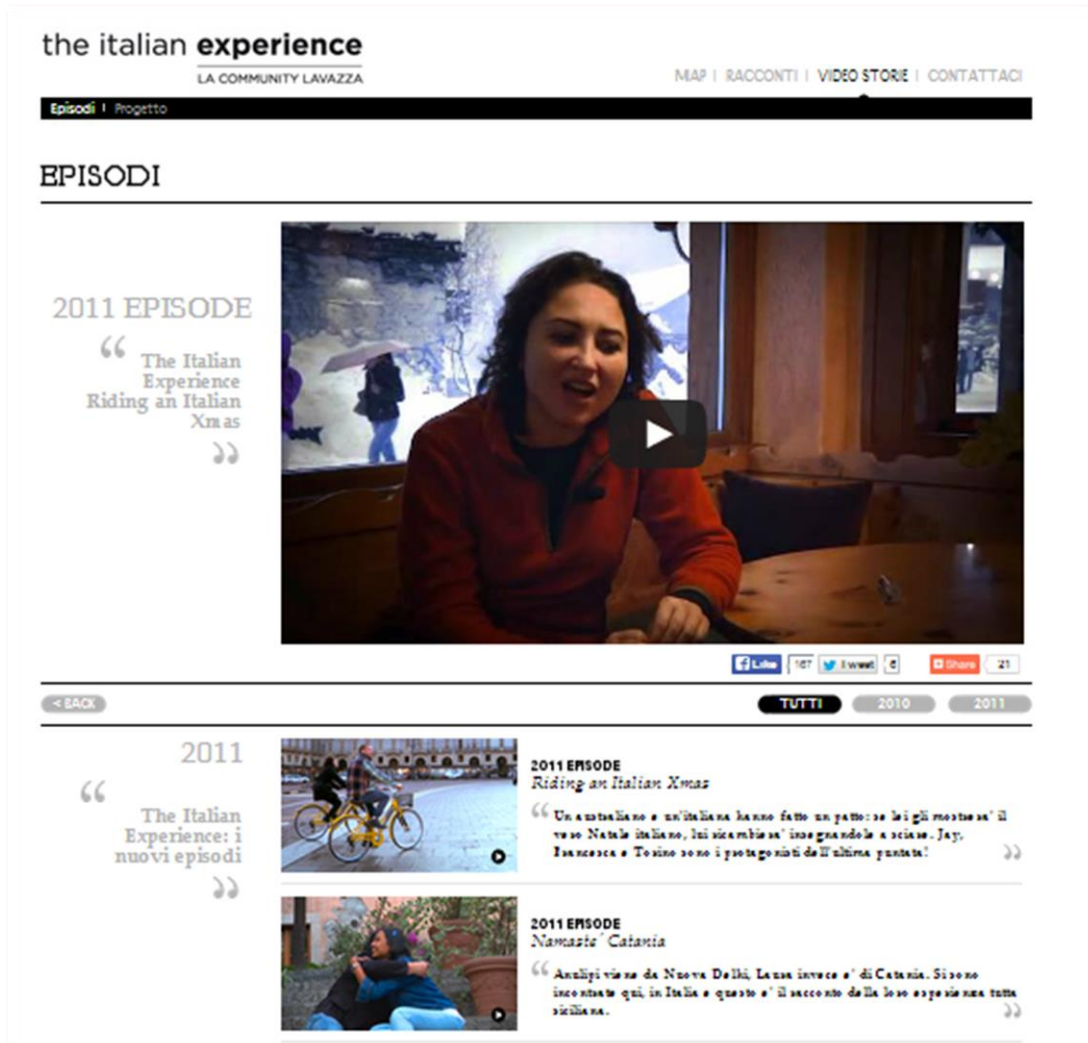 the italian experience
LA COMMUNITY LAVAZZA
MAP | RACCONTI | VIDEO STORIE | CONTATTACI
Episodi | Progetto
EPISODI
2011 EPISODE
“ The Italian
Experience
Riding an Italian
Xmas
”
Like 167 Tweet 6 Share 21
< BACK
TUTTI 2010 2011
2011
“
The Italian
Experience: i
nuovi episodi
”
2011 EPISODE
Riding an Italian Xmas
“ Un australiano e un'italiana hanno fatto un patto: se lei gli mostrera' il
vero Natale italiano, lui ricambiera' insegnandole a sciare. Jay,
Francesca e Torino sono i protagonisti dell'ultima puntata! ”
2011 EPISODE
Namaste' Catania
“ viene da Nuova Delhi, Laura invece e' di Catania. Si sono
incontrate qui, in Italia e questo e' il racconto della loro esperienza tutta
siciliana. ”